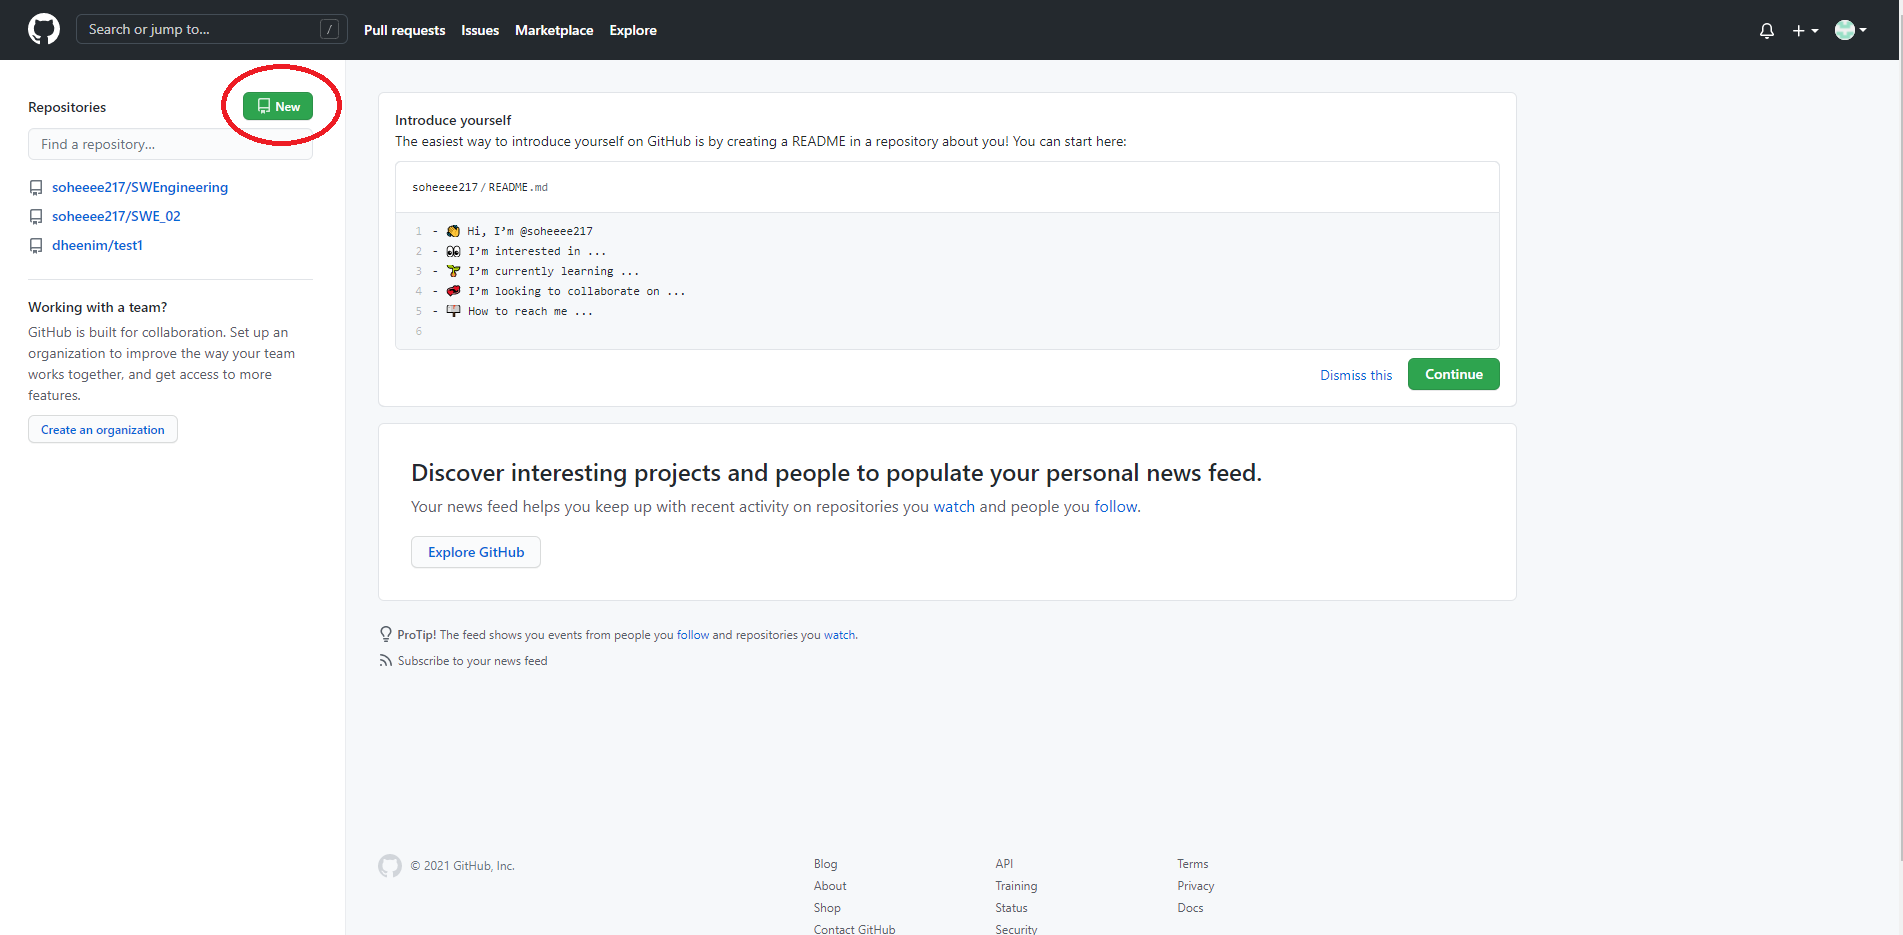 Search or jump to... /
Pull requests Issues Marketplace Explore
Repositories
New
Find a repository...
soheeee217/SWEngineering
soheeee217/SWE_02
dheenim/test1
Working with a team?
GitHub is built for collaboration. Set up an
organization to improve the way your team
works together, and get access to more
features.
Create an organization
Introduce yourself
The easiest way to introduce yourself on GitHub is by creating a README in a repository about you! You can start here:
soheeee217 / README.md
1 - 👋 Hi, I’m @soheeee217
2 - 👀 I’m interested in ...
3 - 🌱 I’m currently learning ...
4 - 💞️ I’m looking to collaborate on ...
5 - 📫 How to reach me ...
6
Dismiss this Continue
Discover interesting projects and people to populate your personal news feed.
Your news feed helps you keep up with recent activity on repositories you watch and people you follow.
Explore GitHub
ProTip! The feed shows you events from people you follow and repositories you watch.
Subscribe to your news feed
© 2021 GitHub, Inc.
Blog
About
Shop
Contact GitHub
API
Training
Status
Security
Terms
Privacy
Docs